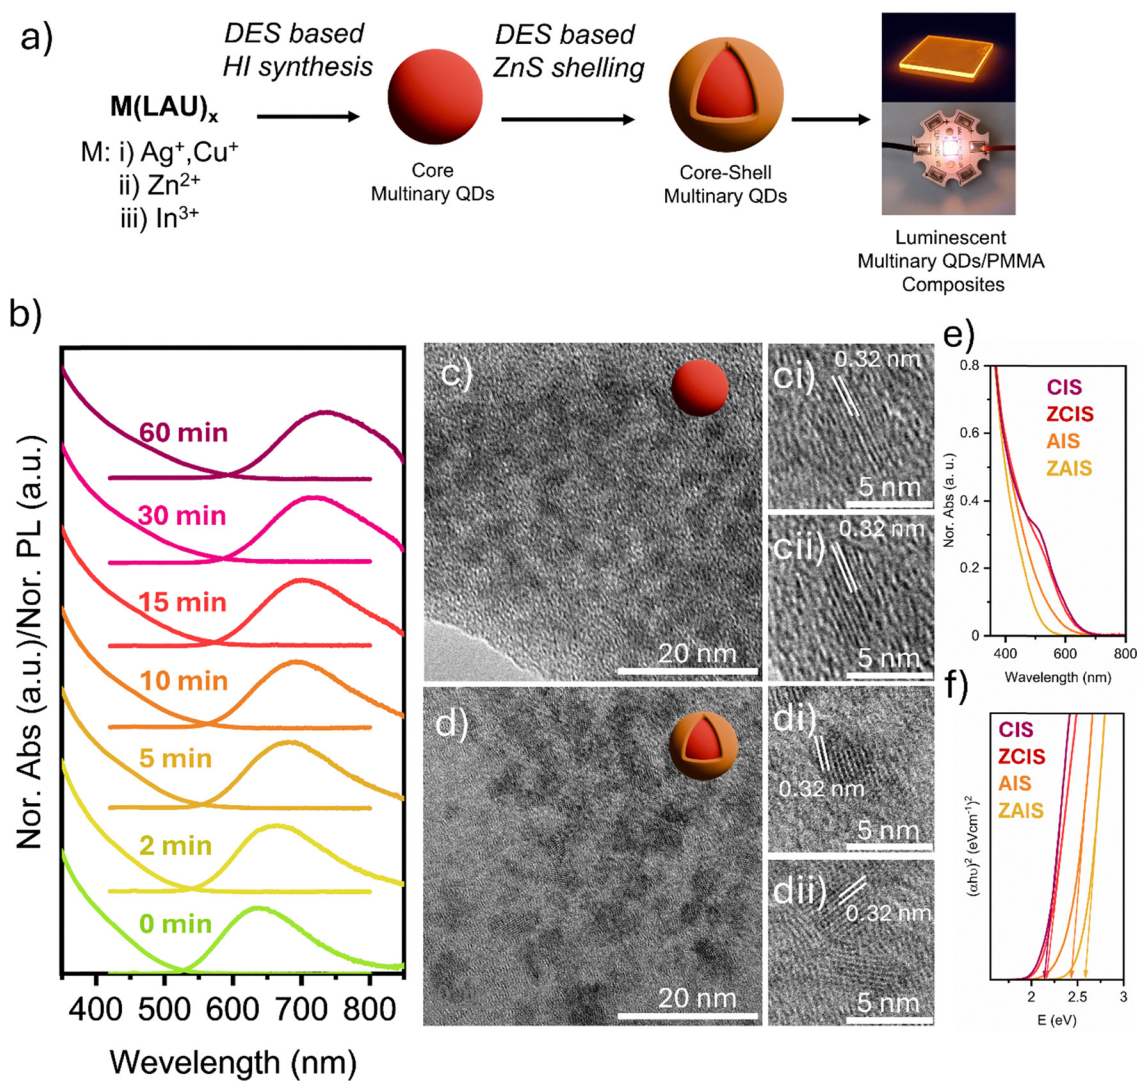 a)
DES based
HI synthesis
DES based
ZnS shelling
M(LAU)ₓ
M: i) Ag⁺,Cu⁺
ii) Zn²⁺
iii) In³⁺
Core
Multinary QDs
Core-Shell
Multinary QDs
Luminescent
Multinary QDs/PMMA
Composites
b)
Nor. Abs (a.u.)/Nor. PL (a.u.)
60 min
30 min
15 min
10 min
5 min
2 min
0 min
400 500 600 700 800
Wevelength (nm)
c)
20 nm
ci)
0.32 nm
5 nm
cii)
0.32 nm
5 nm
d)
20 nm
di)
0.32 nm
5 nm
dii)
0.32 nm
5 nm
e)
Nor. Abs (a. u.)
0.8
0.6
0.4
0.2
0
CIS
ZCIS
AIS
ZAIS
400 600 800
Wavelength (nm)
f)
(αhυ)² (eVcm⁻¹)²
CIS
ZCIS
AIS
ZAIS
2 2.5 3
E (eV)